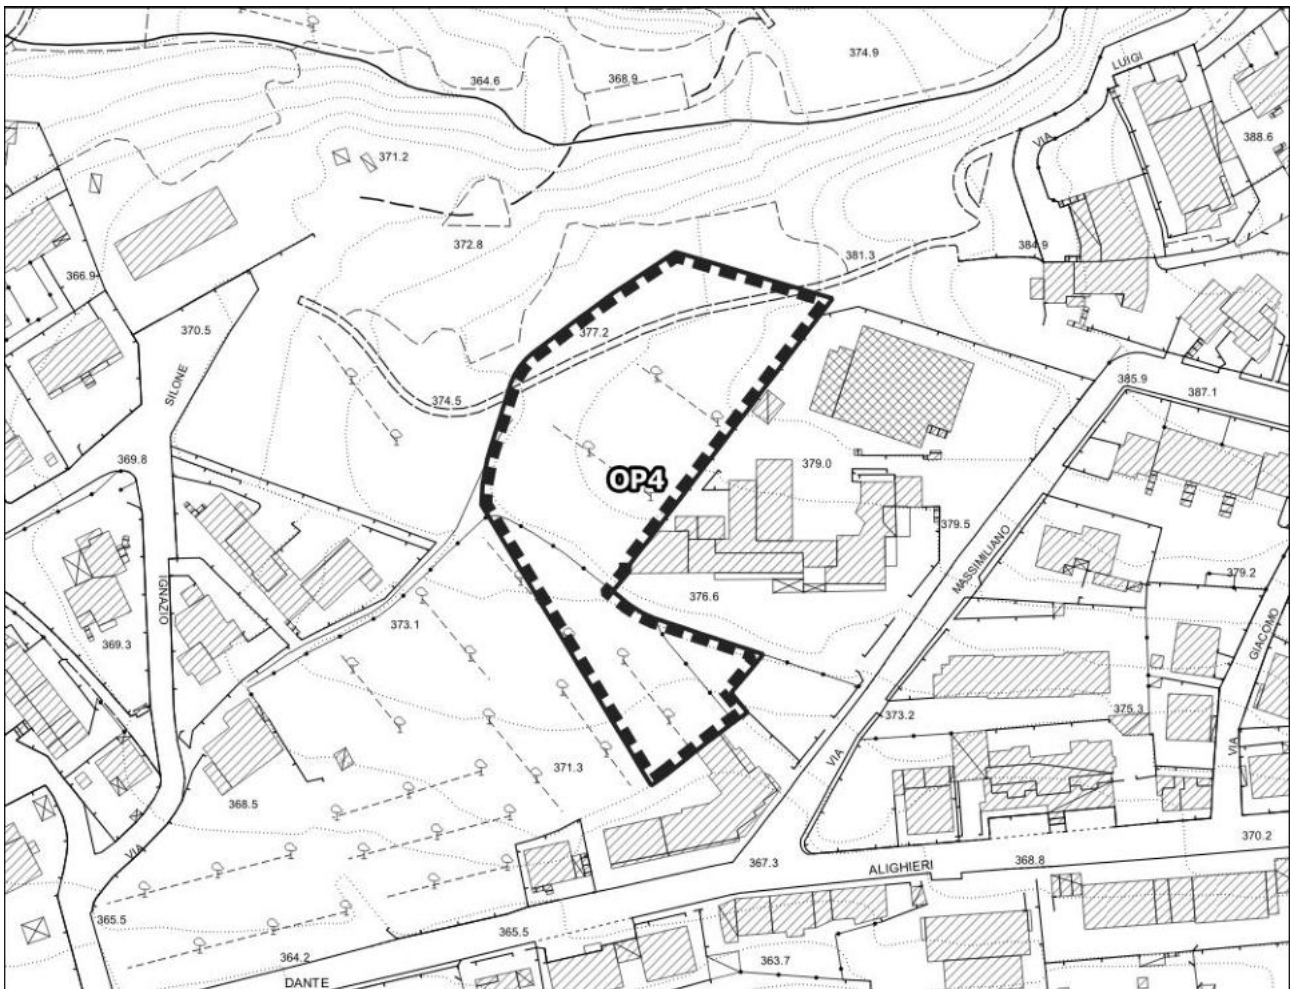 374.9
LUIGI
364.6
368.9
VIA
388.6
371.2
372.8
384.9
381.3
366.9
370.5
377.2
385.9
387.1
SILONE
374.5
369.8
379.0
OP4
379.5
MASSIMILIANO
379.2
IGNAZIO
376.6
373.1
369.3
GIACOMO
373.2
375.3
VIA
VIA
371.3
368.5
370.2
VIA
367.3
ALIGHIERI
368.8
365.5
365.5
364.2
363.7
DANTE